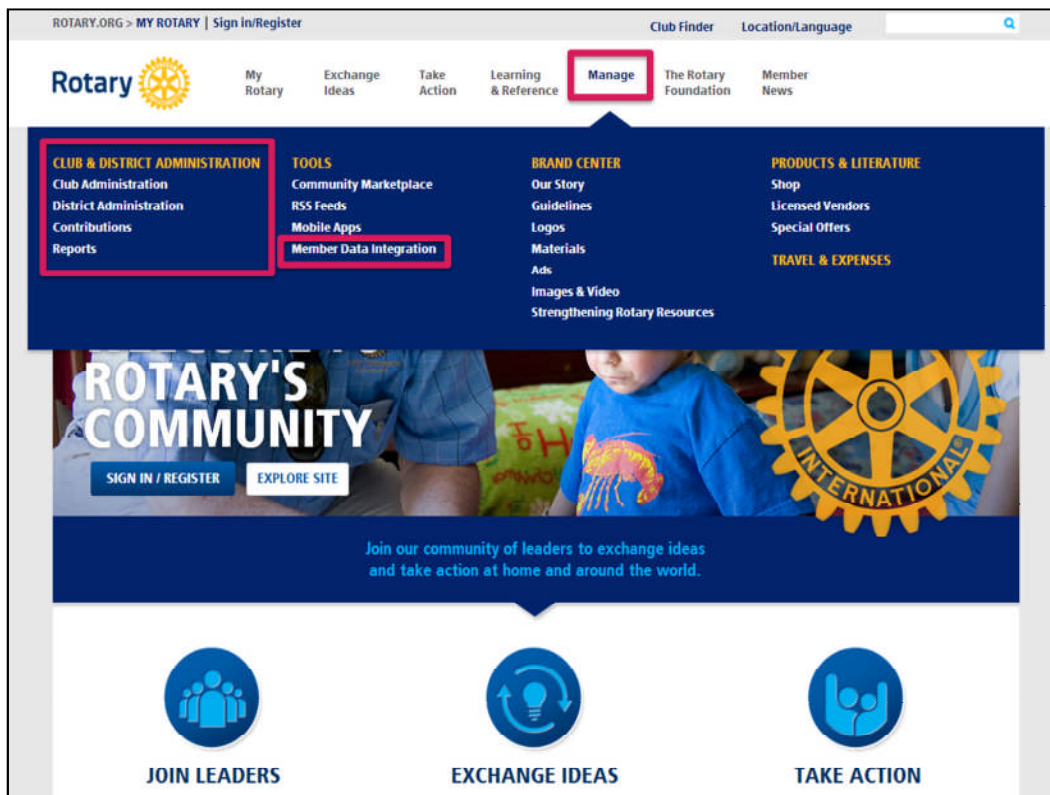 ROTARY.ORG > MY ROTARY | Sign in/Register
Club Finder Location/Language
Rotary
My Rotary
Exchange Ideas
Take Action
Learning & Reference
Manage
The Rotary Foundation
Member News
CLUB & DISTRICT ADMINISTRATION
Club Administration
District Administration
Contributions
Reports
TOOLS
Community Marketplace
RSS Feeds
Mobile Apps
Member Data Integration
BRAND CENTER
Our Story
Guidelines
Logos
Materials
Ads
Images & Video
Strengthening Rotary Resources
PRODUCTS & LITERATURE
Shop
Licensed Vendors
Special Offers
TRAVEL & EXPENSES
WELCOME TO
ROTARY'S
COMMUNITY
SIGN IN / REGISTER
EXPLORE SITE
INTERNATIONAL®
Join our community of leaders to exchange ideas
and take action at home and around the world.
JOIN LEADERS
EXCHANGE IDEAS
TAKE ACTION